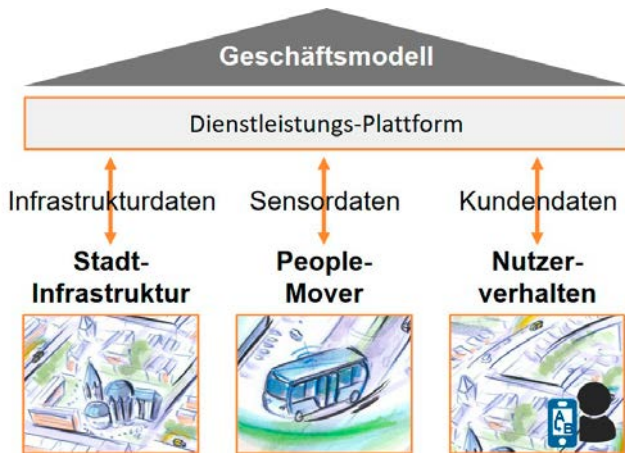 Geschäftsmodell
Dienstleistungs-Plattform
Infrastrukturdaten
Sensordaten
Kundendaten
Stadt-
Infrastruktur
People-
Mover
Nutzer-
verhalten